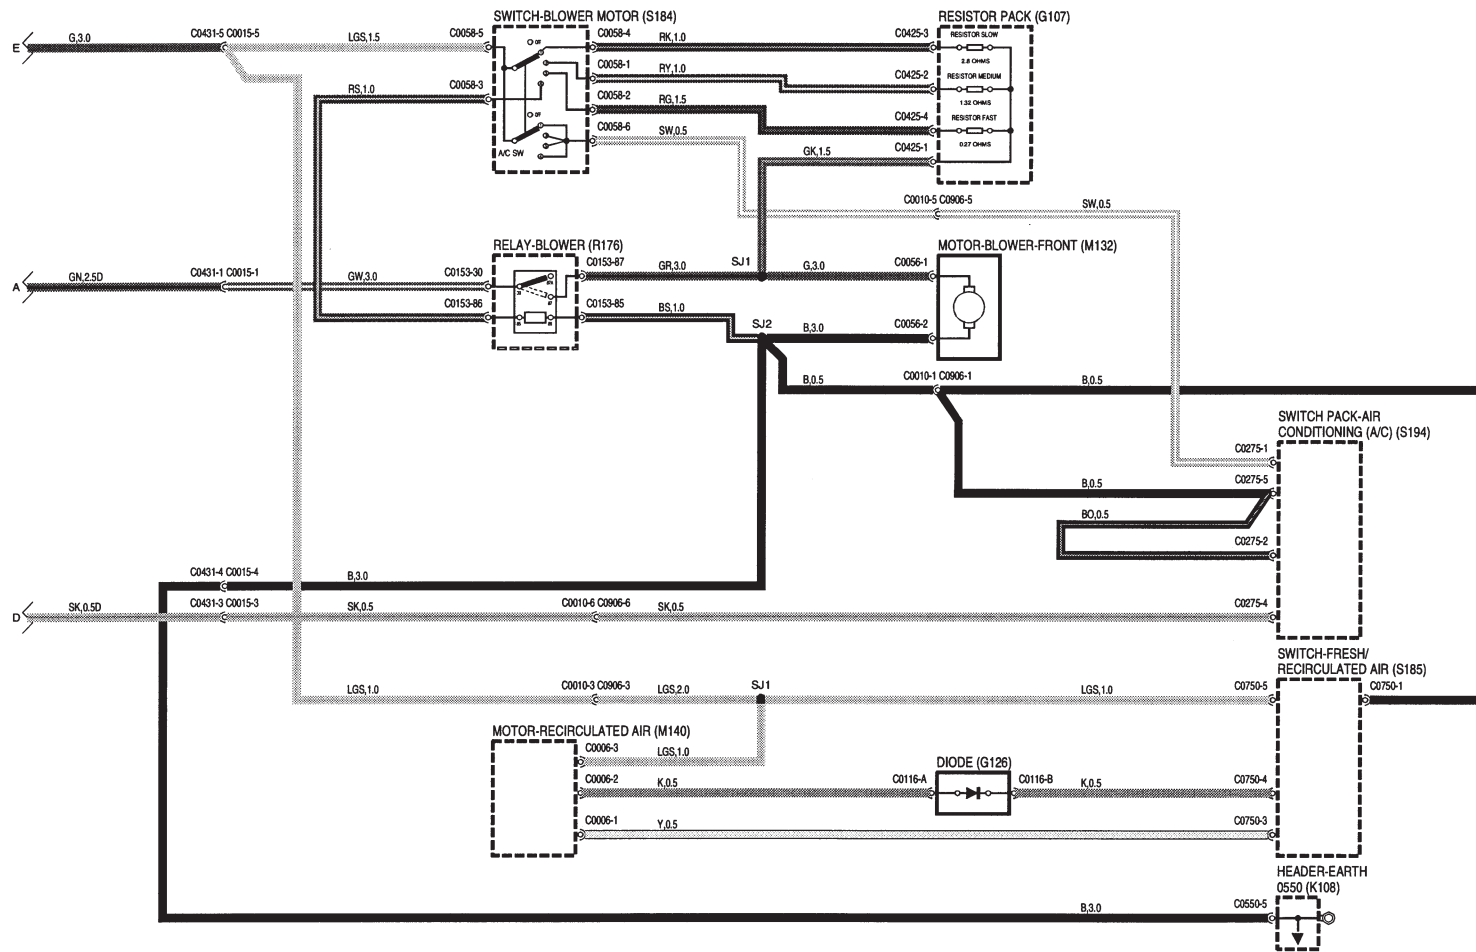 SWITCH-BLOWER MOTOR (S184)
RESISTOR PACK (G107)
E
G,3.0
C0431-5 C0015-5
LGS,1.5
C0058-5
OFF
C0058-4
RK,1.0
C0425-3
RESISTOR SLOW
2.8 OHMS
C0058-1
RY,1.0
C0425-2
RESISTOR MEDIUM
1.32 OHMS
RS,1.0
C0058-3
C0058-2
RG,1.5
C0425-4
RESISTOR FAST
0.27 OHMS
OFF
A/C SW
C0058-6
SW,0.5
GK,1.5
C0425-1
C0010-5 C0906-5
SW,0.5
RELAY-BLOWER (R176)
MOTOR-BLOWER-FRONT (M132)
A
GN,2.5D
C0431-1 C0015-1
GW,3.0
C0153-30
C0153-87
GR,3.0
SJ1
G,3.0
C0056-1
C0153-86
30
87A
87
86
85
C0153-85
BS,1.0
SJ2
B,3.0
C0056-2
B,0.5
C0010-1 C0906-1
B,0.5
SWITCH PACK-AIR
CONDITIONING (A/C) (S194)
C0275-1
B,0.5
C0275-5
BO,0.5
C0275-2
C0431-4 C0015-4
B,3.0
D
SK,0.5D
C0431-3 C0015-3
SK,0.5
C0010-6 C0906-6
SK,0.5
C0275-4
SWITCH-FRESH/
RECIRCULATED AIR (S185)
LGS,1.0
C0010-3 C0906-3
LGS,2.0
SJ1
LGS,1.0
C0750-5
C0750-1
MOTOR-RECIRCULATED AIR (M140)
C0006-3
LGS,1.0
DIODE (G126)
C0006-2
K,0.5
C0116-A
C0116-B
K,0.5
C0750-4
C0006-1
Y,0.5
C0750-3
HEADER-EARTH
0550 (K108)
B,3.0
C0550-5